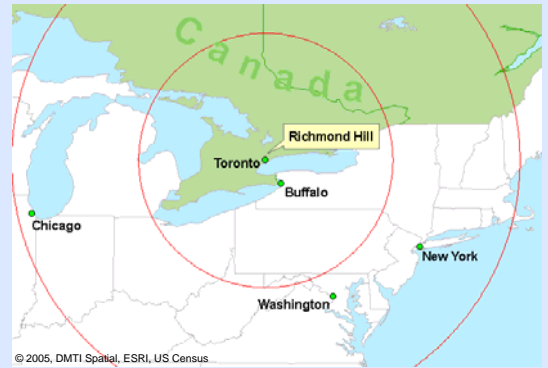 Canada
Richmond Hill
Toronto
Buffalo
Chicago
New York
Washington
© 2005, DMTI Spatial, ESRI, US Census